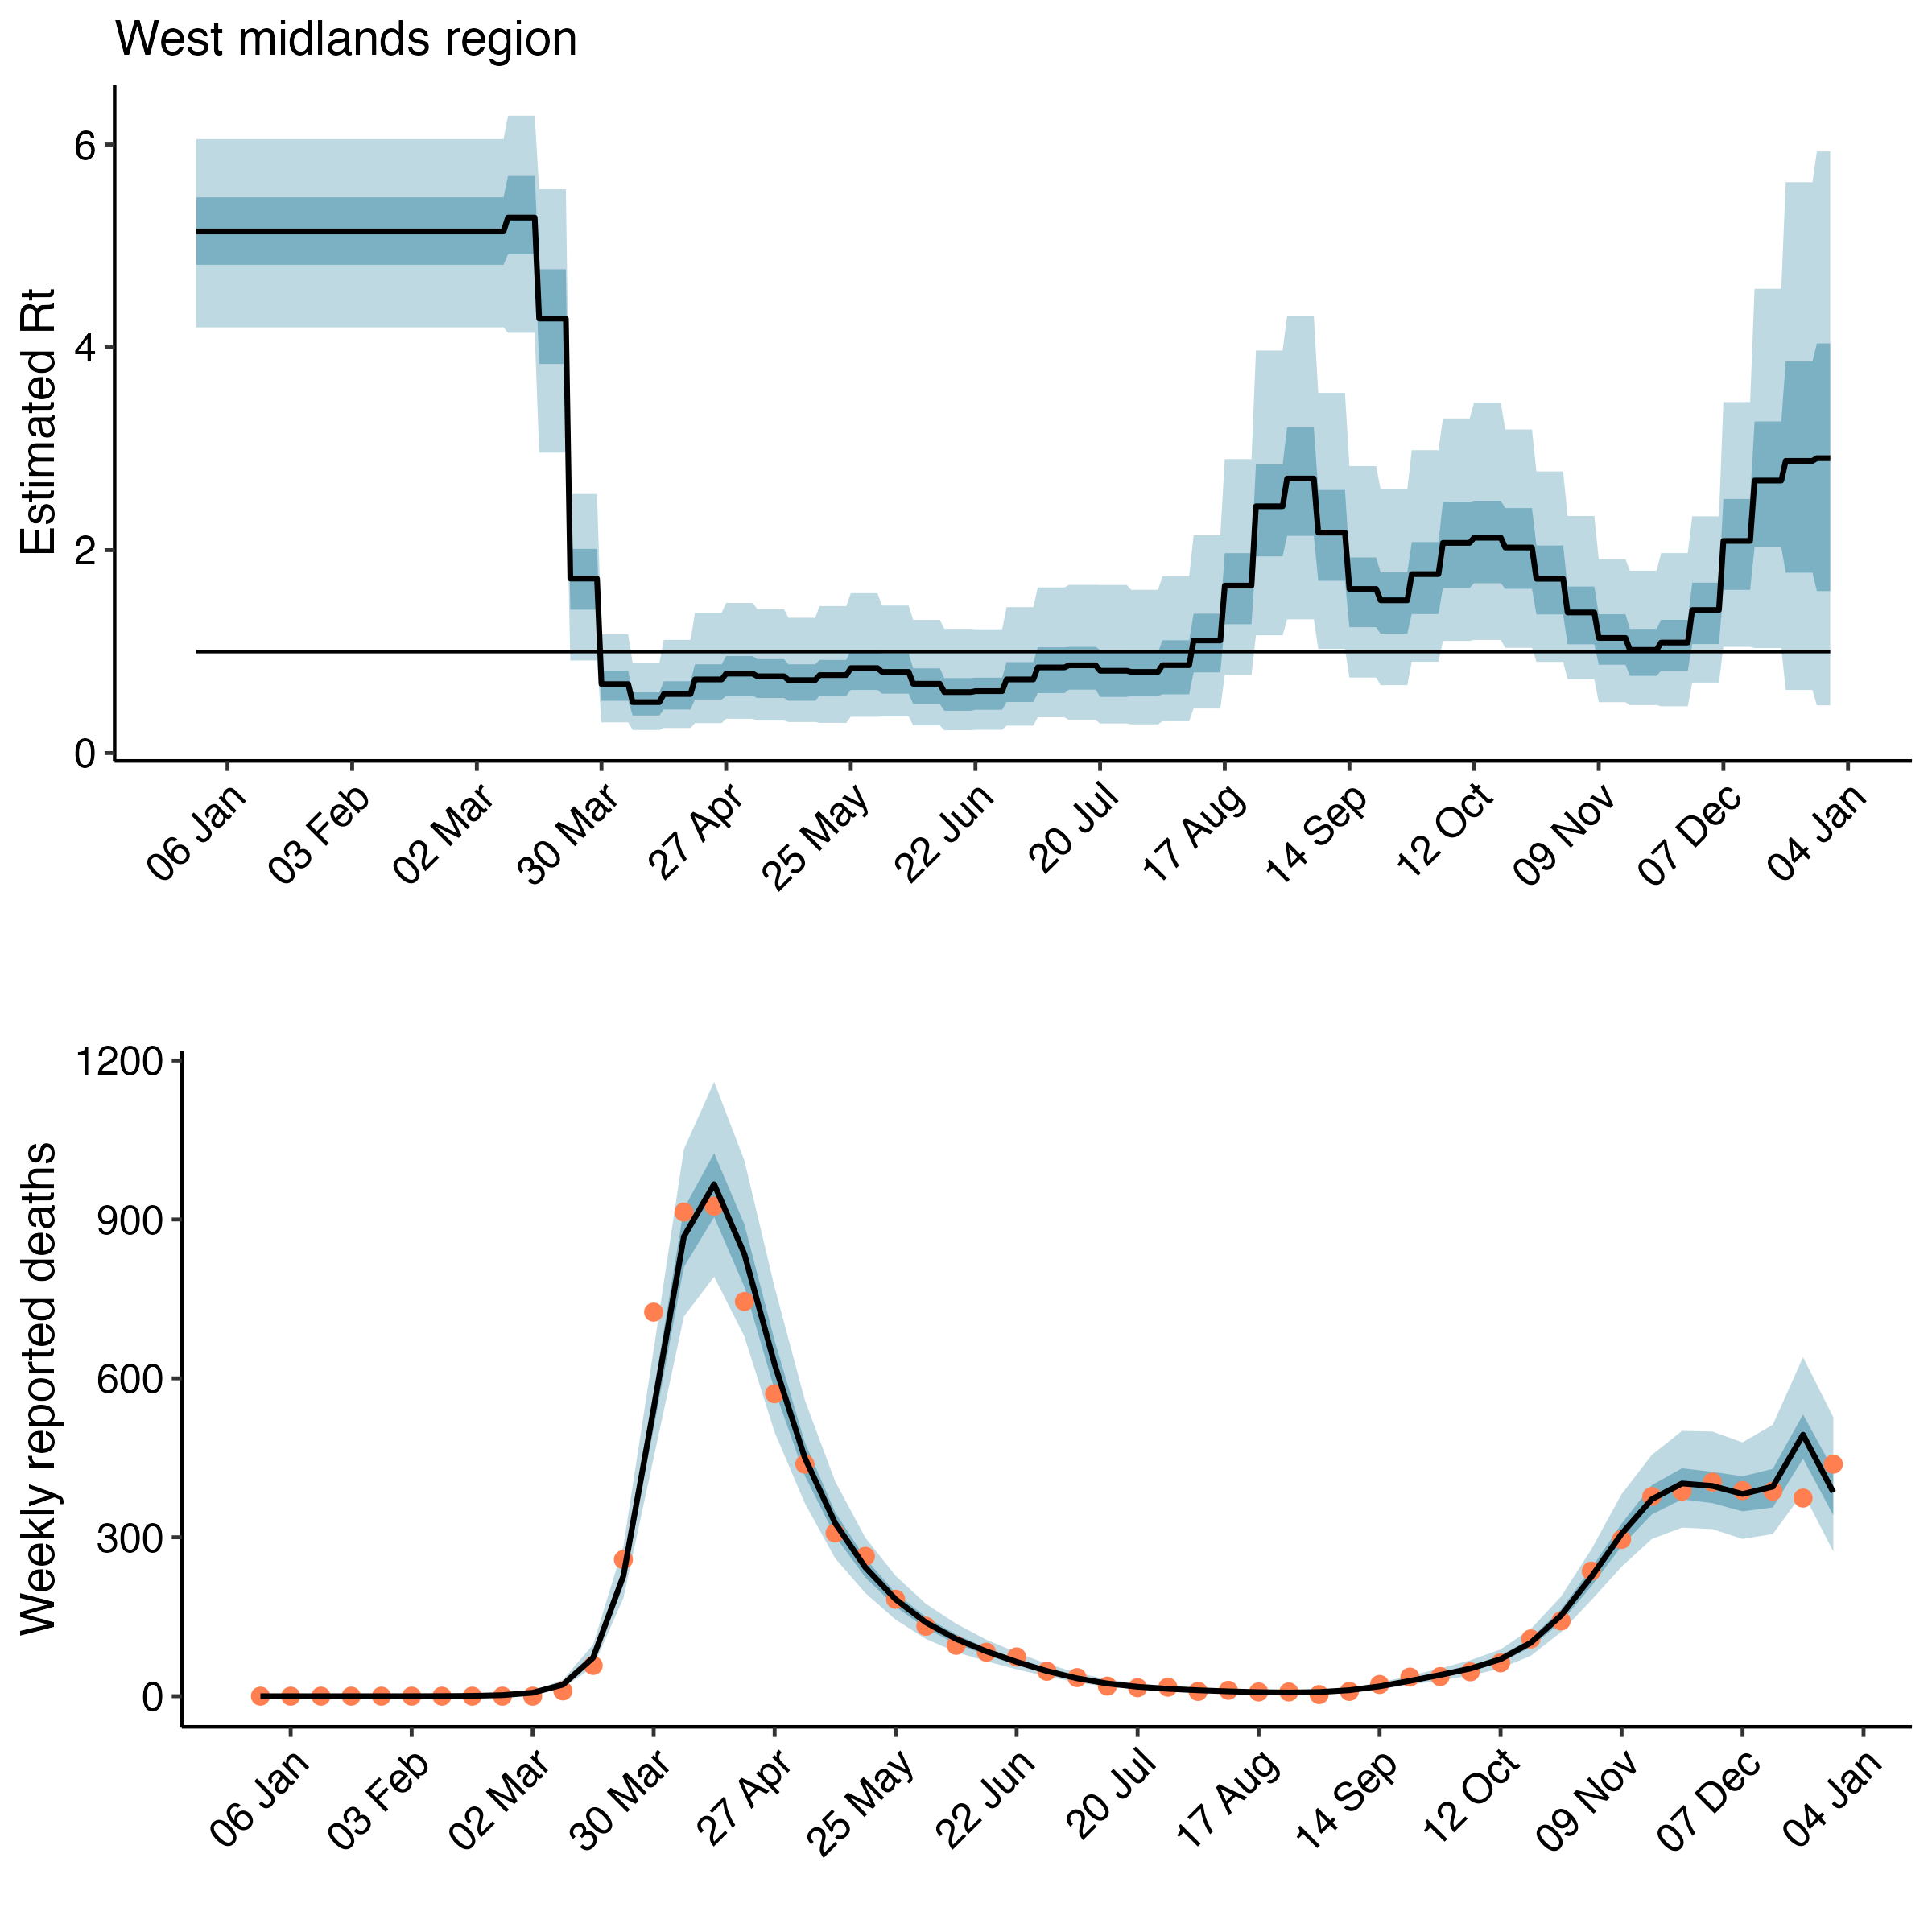 West midlands region
Estimated Rt
6
4
2
0
06 Jan
03 Feb
02 Mar
30 Mar
27 Apr
25 May
22 Jun
20 Jul
17 Aug
14 Sep
12 Oct
09 Nov
07 Dec
04 Jan
Weekly reported deaths
1200
900
600
300
0
06 Jan
03 Feb
02 Mar
30 Mar
27 Apr
25 May
22 Jun
20 Jul
17 Aug
14 Sep
12 Oct
09 Nov
07 Dec
04 Jan